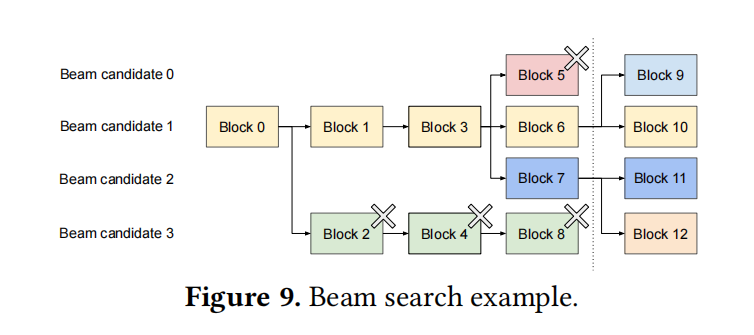 Beam candidate 0
Block 5
Block 9
Beam candidate 1
Block 0
Block 1
Block 3
Block 6
Block 10
Beam candidate 2
Block 7
Block 11
Beam candidate 3
Block 2
Block 4
Block 8
Block 12
Figure 9. Beam search example.